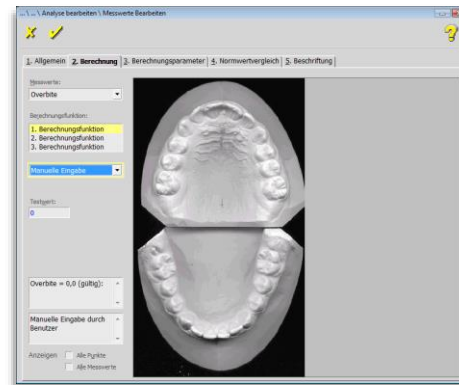 ...\ ... \ Analyse bearbeiten \ Messwerte Bearbeiten
1. Allgemein 2. Berechnung 3. Berechnungsparameter 4. Normwertvergleich 5. Beschriftung
Messwerte:
Overbite
Berechnungsfunktion:
1. Berechnungsfunktion
2. Berechnungsfunktion
3. Berechnungsfunktion
Manuelle Eingabe
Testwert:
0
Overbite = 0,0 (gültig):
Manuelle Eingabe durch
Benutzer
Anzeigen Alle Punkte
Alle Messwerte